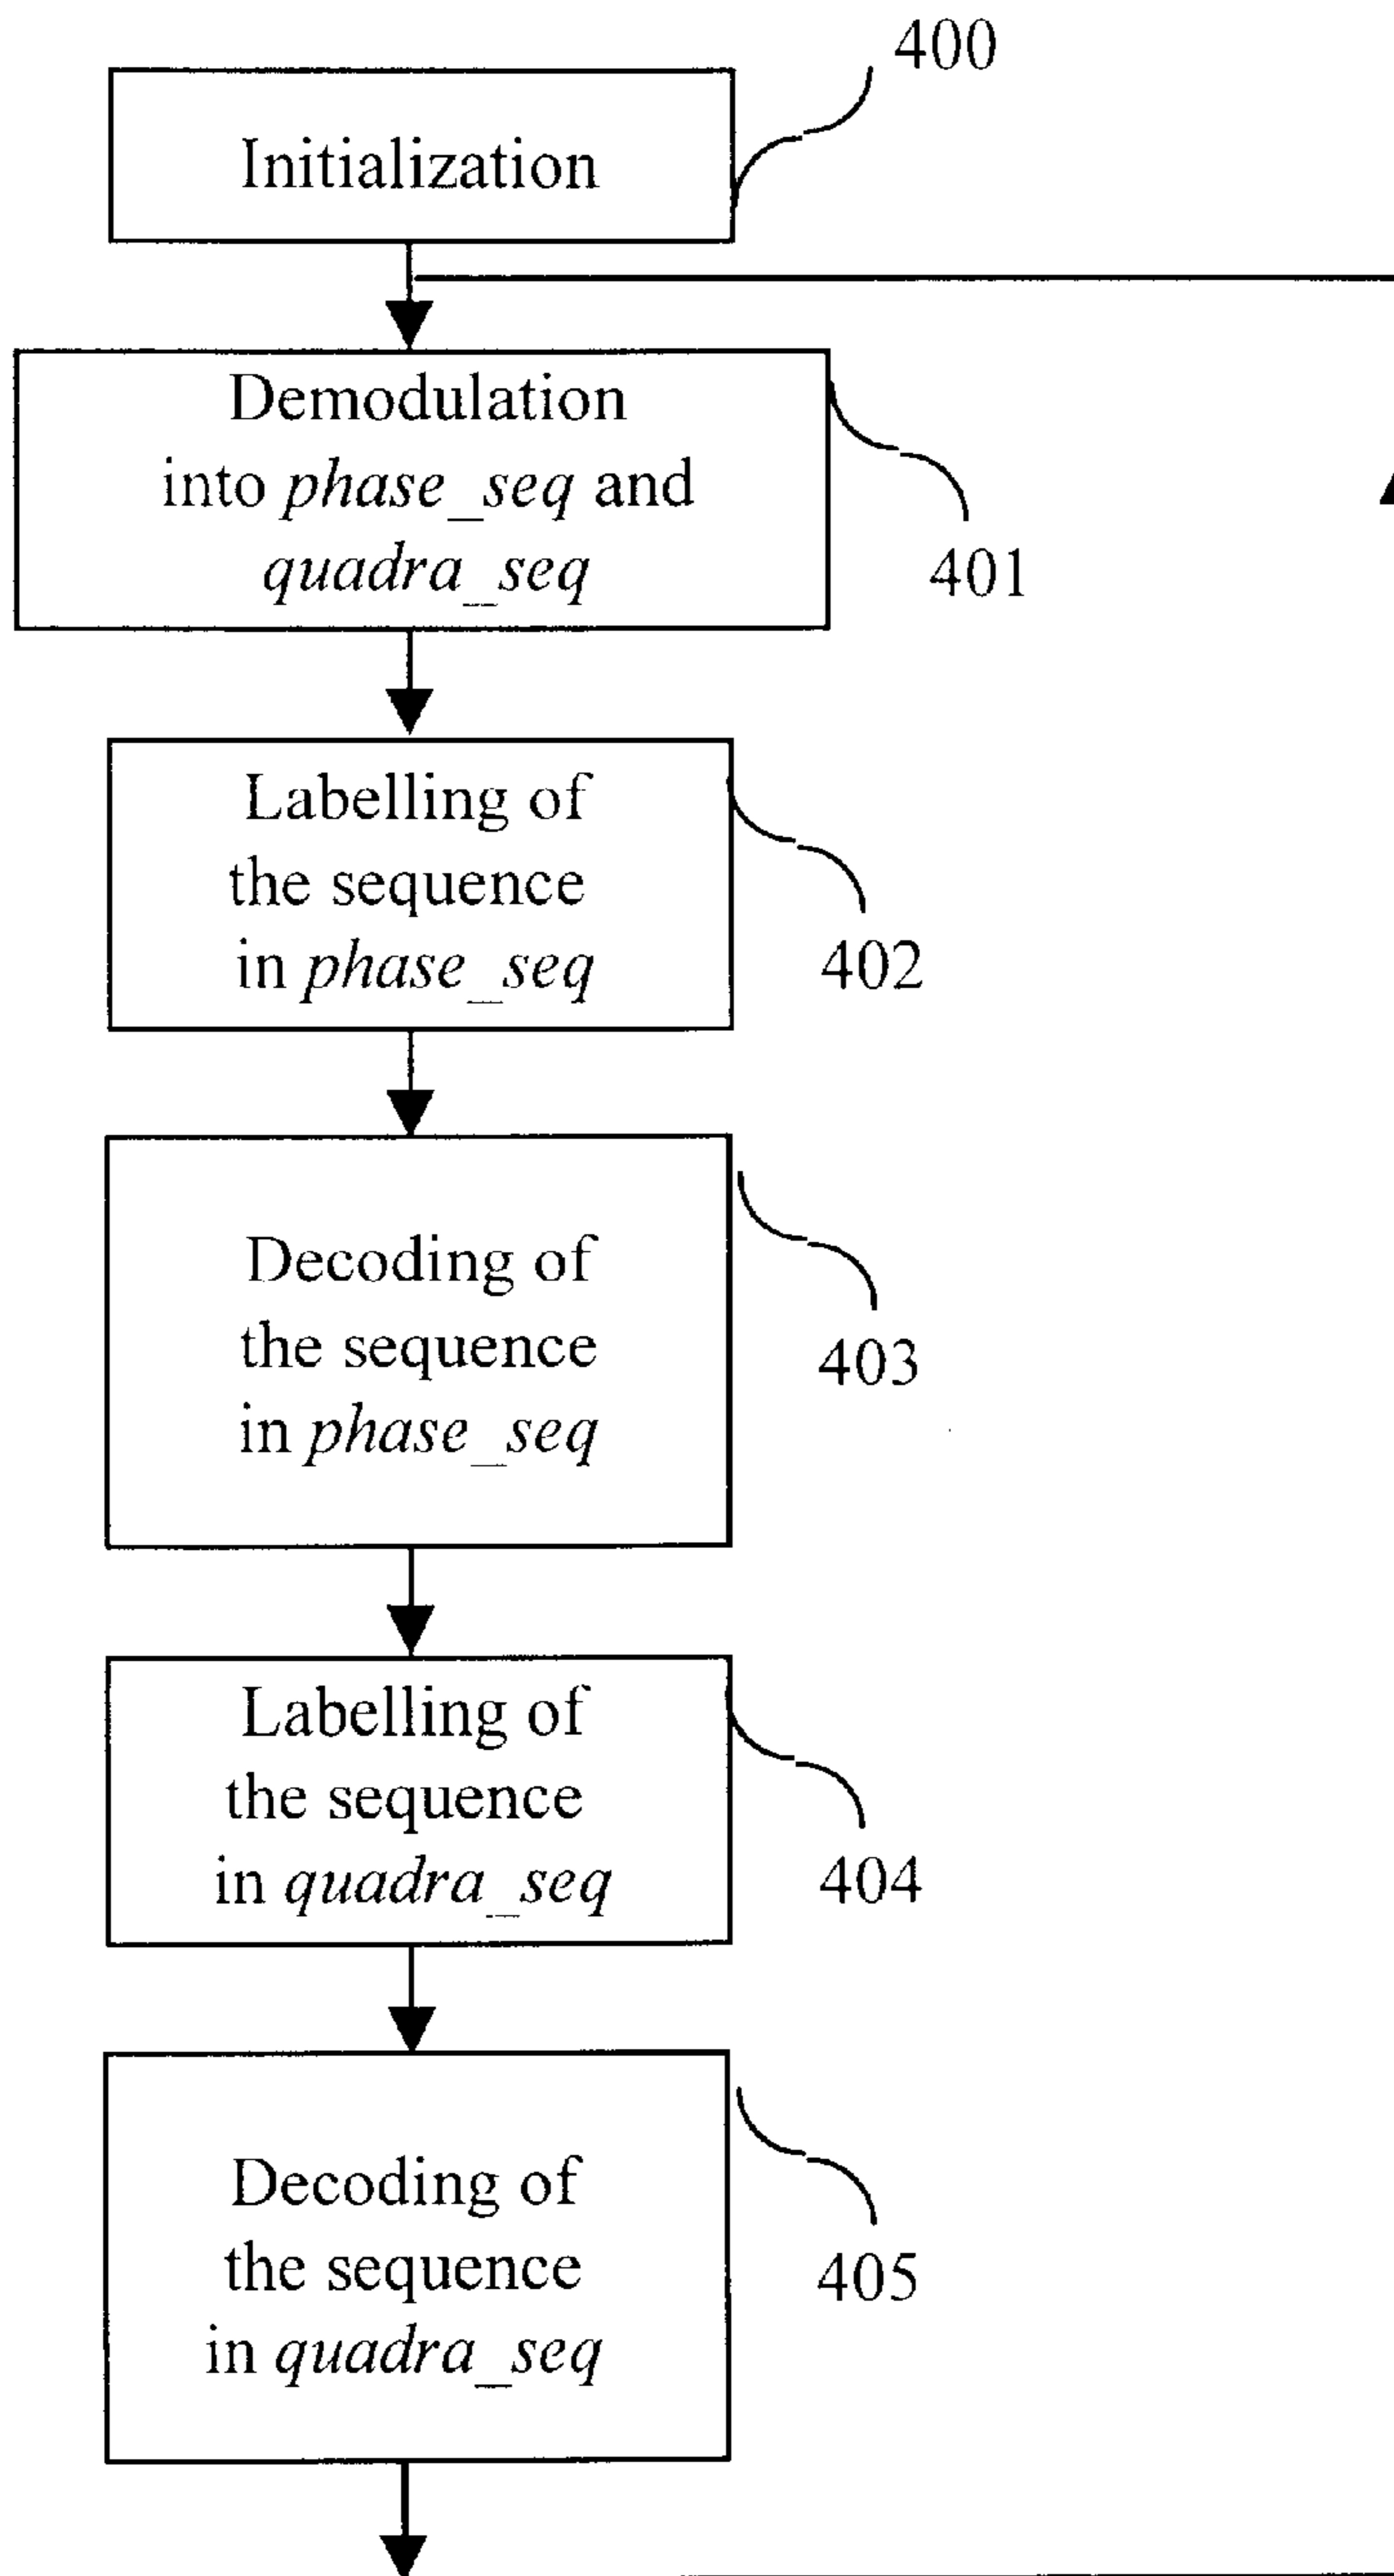 400
Initialization
Demodulation
into phase_seq and
quadra_seq
401
Labelling of
the sequence
in phase_seq
402
Decoding of
the sequence
in phase_seq
403
Labelling of
the sequence
in quadra_seq
404
Decoding of
the sequence
in quadra_seq
405